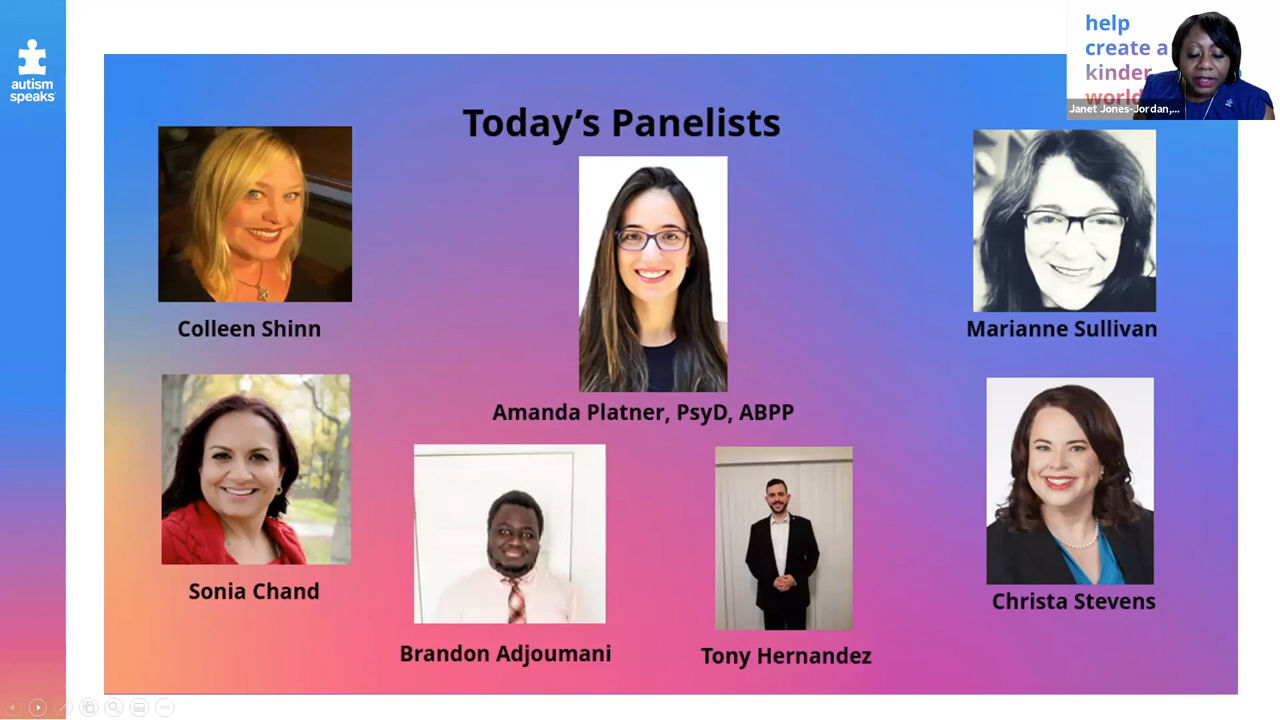 autism
speaks
help
create a
kinder
world
Janet Jones-Jordan,...
Today’s Panelists
Colleen Shinn
Marianne Sullivan
Amanda Platner, PsyD, ABPP
Sonia Chand
Christa Stevens
Brandon Adjoumani
Tony Hernandez